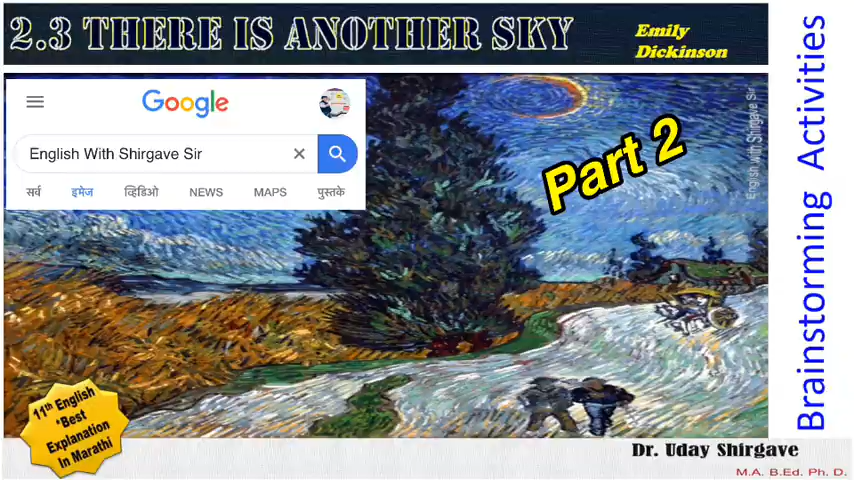 2.3 THERE IS ANOTHER SKY
Emily
Dickinson
Google
English With Shirgave Sir
सर्व इमेज व्हिडिओ NEWS MAPS पुस्तके
Part 2
English with Shirgave Sir
Brainstorming Activities
11th English
"Best
Explanation
In Marathi
Dr. Uday Shirgave
M.A. B.Ed. Ph. D.